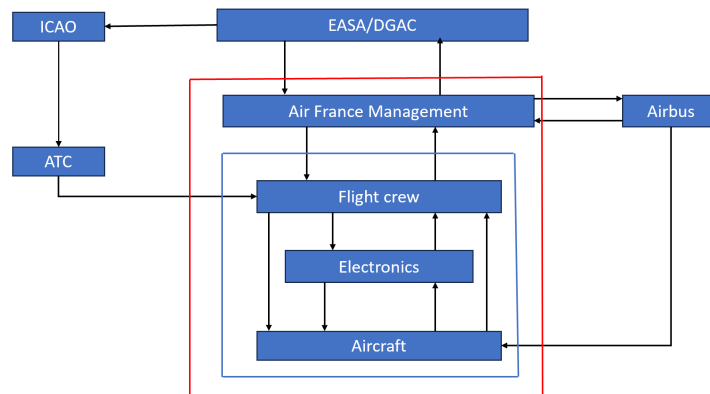 ICAO
EASA/DGAC
Air France Management
Airbus
ATC
Flight crew
Electronics
Aircraft